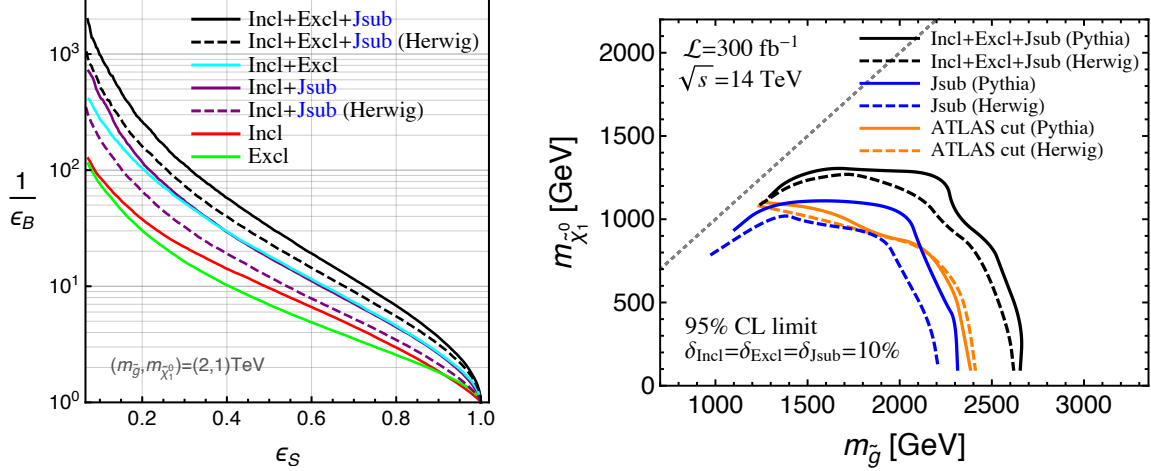 Incl+Excl+Jsub
Incl+Excl+Jsub (Herwig)
Incl+Excl
Incl+Jsub
Incl+Jsub (Herwig)
Incl
Excl
10³
10²
10¹
10⁰
1/ϵ_B
(m_g̃,m_χ̃₁⁰)=(2,1)TeV
0.2 0.4 0.6 0.8 1.0
ϵ_S
ℒ=300 fb⁻¹
√s =14 TeV
Incl+Excl+Jsub (Pythia)
Incl+Excl+Jsub (Herwig)
Jsub (Pythia)
Jsub (Herwig)
ATLAS cut (Pythia)
ATLAS cut (Herwig)
2000
1500
1000
500
0
m_χ̃₁⁰ [GeV]
95% CL limit
δ_Incl=δ_Excl=δ_Jsub=10%
1000 1500 2000 2500 3000
m_g̃ [GeV]